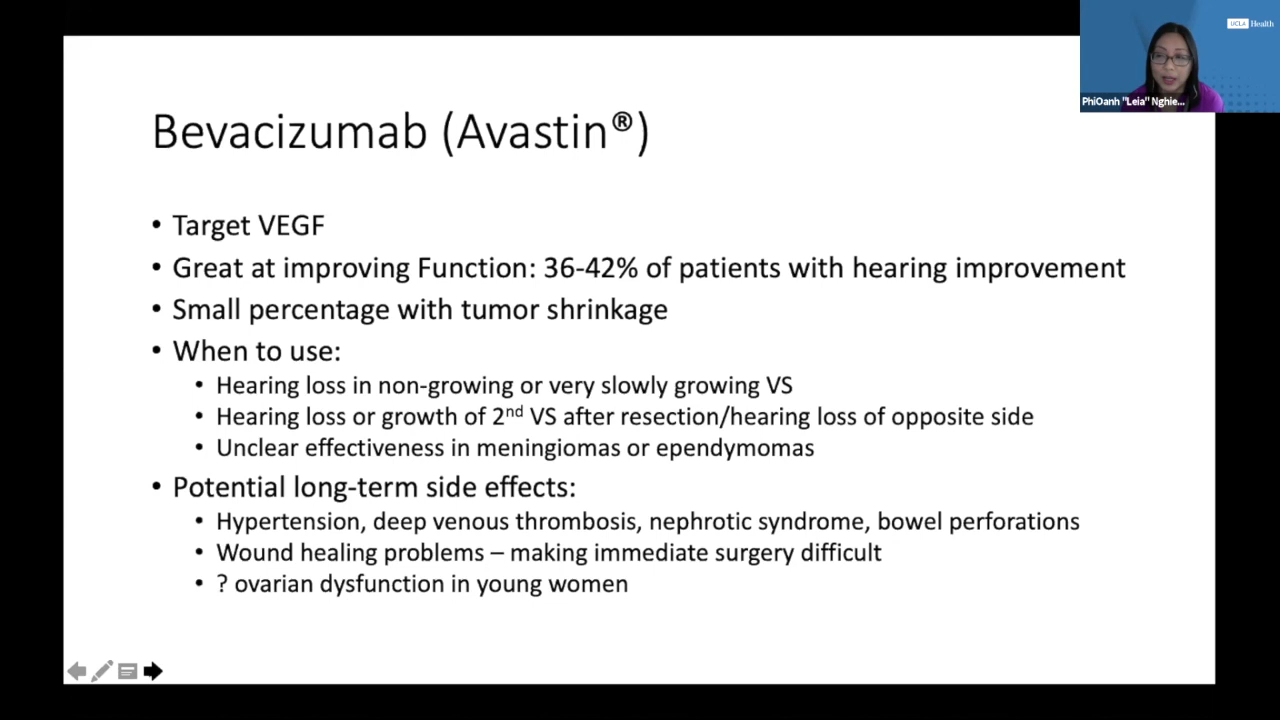 UCLA Health
PhiOanh "Leia" Nghie...
Bevacizumab (Avastin®)
• Target VEGF
• Great at improving Function: 36-42% of patients with hearing improvement
• Small percentage with tumor shrinkage
• When to use:
• Hearing loss in non-growing or very slowly growing VS
• Hearing loss or growth of 2nd VS after resection/hearing loss of opposite side
• Unclear effectiveness in meningiomas or ependymomas
• Potential long-term side effects:
• Hypertension, deep venous thrombosis, nephrotic syndrome, bowel perforations
• Wound healing problems – making immediate surgery difficult
• ? ovarian dysfunction in young women